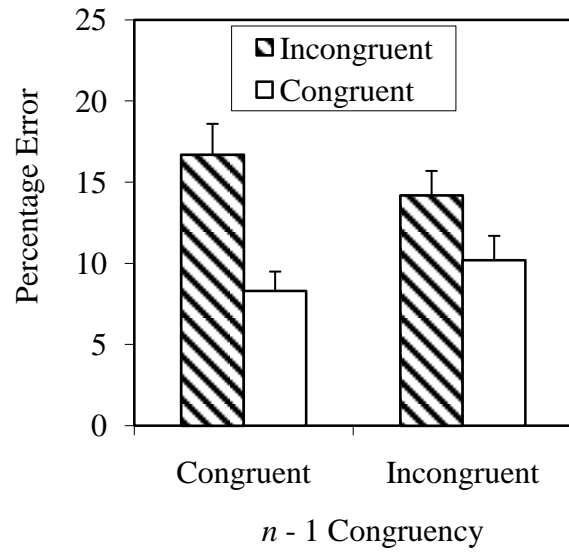 25
20
15
10
5
0
Percentage Error
Incongruent
Congruent
Congruent
Incongruent
n - 1 Congruency